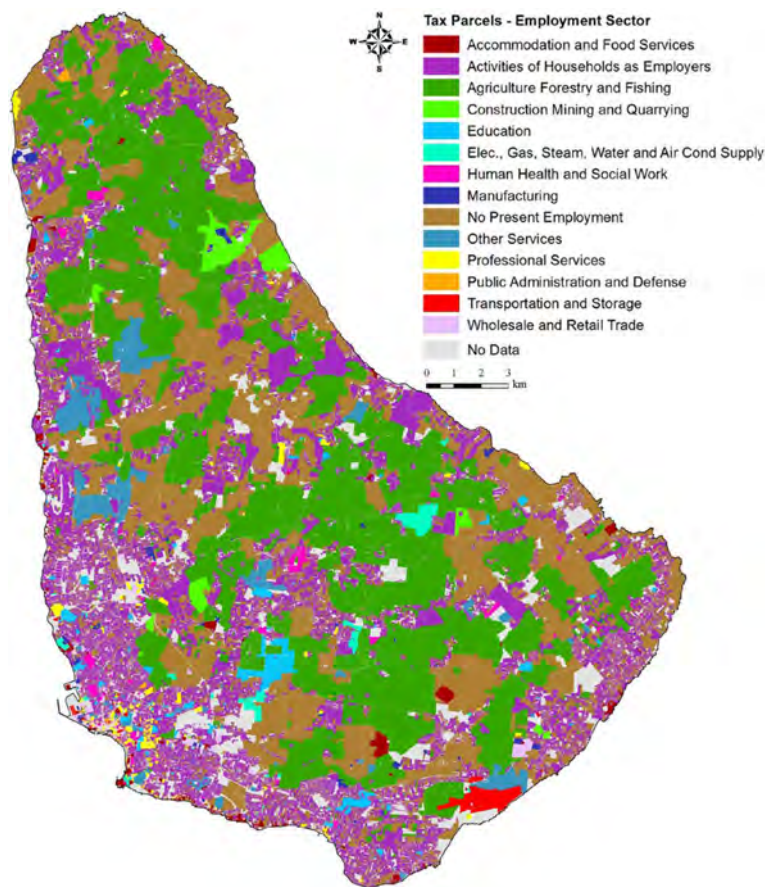 N
W E
S
Tax Parcels - Employment Sector
Accommodation and Food Services
Activities of Households as Employers
Agriculture Forestry and Fishing
Construction Mining and Quarrying
Education
Elec., Gas, Steam, Water and Air Cond Supply
Human Health and Social Work
Manufacturing
No Present Employment
Other Services
Professional Services
Public Administration and Defense
Transportation and Storage
Wholesale and Retail Trade
No Data
0 1 2 3
km